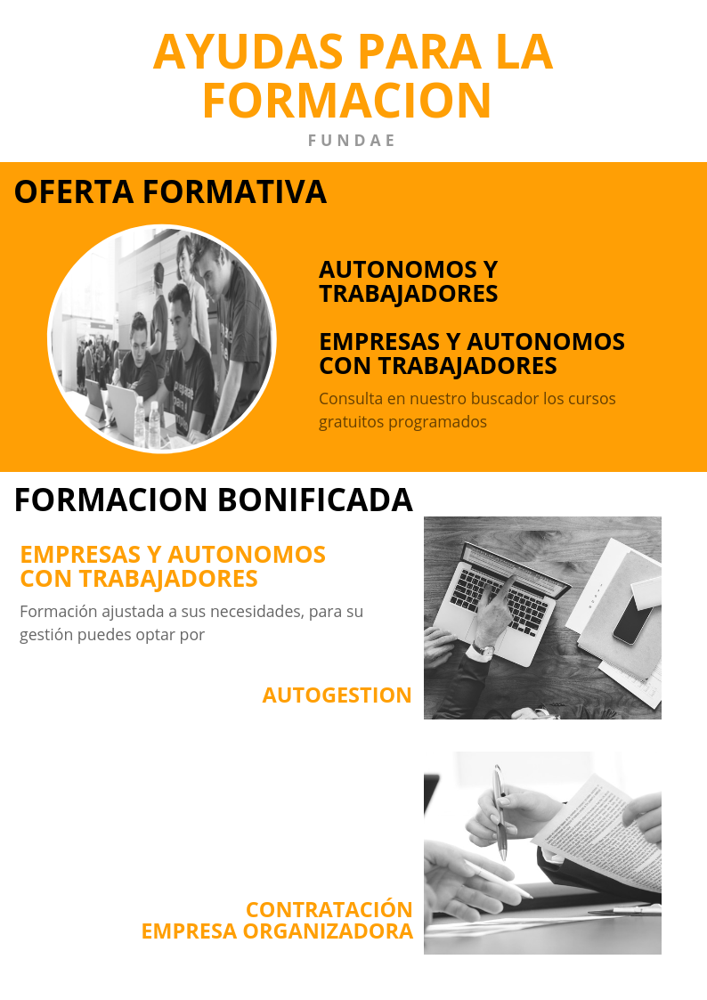 AYUDAS PARA LA
FORMACION
FUNDAE
OFERTA FORMATIVA
AUTONOMOS Y
TRABAJADORES
EMPRESAS Y AUTONOMOS
CON TRABAJADORES
Consulta en nuestro buscador los cursos
gratuitos programados
FORMACION BONIFICADA
EMPRESAS Y AUTONOMOS
CON TRABAJADORES
Formación ajustada a sus necesidades, para su
gestión puedes optar por
AUTOGESTION
CONTRATACIÓN
EMPRESA ORGANIZADORA